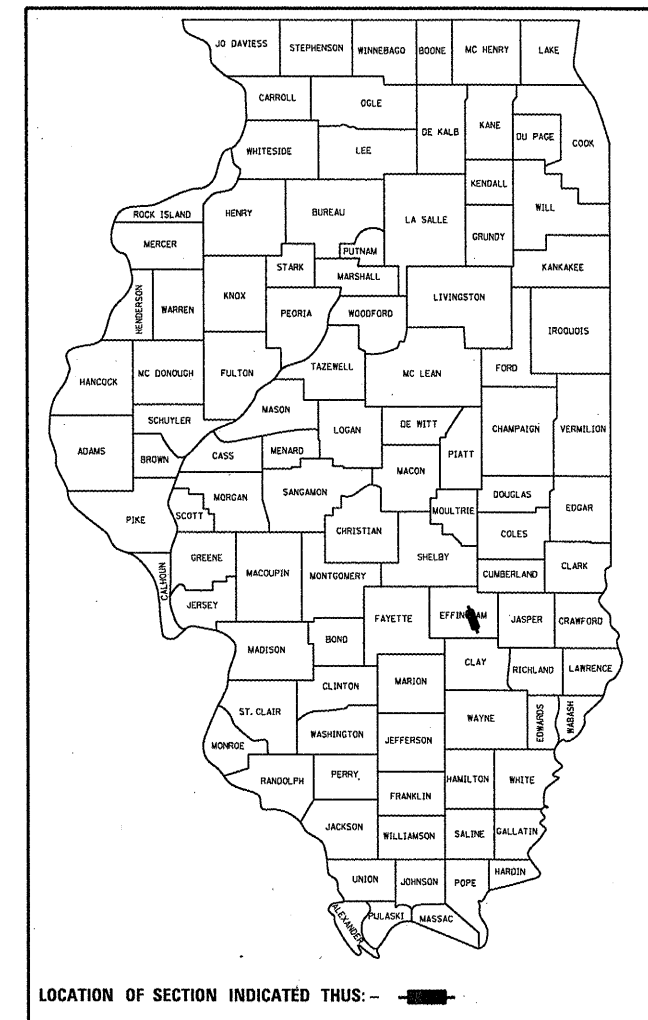 JO DAVIESS STEPHENSON WINNEBAGO BOONE MC HENRY LAKE
CARROLL OGLE DE KALB KANE DU PAGE COOK
WHITESIDE LEE KENDALL WILL
ROCK ISLAND HENRY BUREAU LA SALLE GRUNDY
MERCER PUTNAM KANKAKEE
STARK MARSHALL
HENDERSON WARREN KNOX PEORIA WOODFORD LIVINGSTON IROQUOIS
HANCOCK MC DONOUGH FULTON TAZEWELL MC LEAN FORD
MASON
SCHUYLER LOGAN DE WITT CHAMPAIGN VERMILION
ADAMS BROWN CASS MENARD MACON PIATT
PIKE SCOTT MORGAN SANGAMON MOULTRIE DOUGLAS EDGAR
CHRISTIAN COLES
GREENE MACOUPIN MONTGOMERY SHELBY CUMBERLAND CLARK
CALHOUN JERSEY FAYETTE EFFINGHAM JASPER CRAWFORD
MADISON BOND
CLAY RICHLAND LAWRENCE
CLINTON MARION
ST. CLAIR WAYNE EDWARDS WABASH
MONROE WASHINGTON JEFFERSON
RANDOLPH PERRY HAMILTON WHITE
FRANKLIN
JACKSON WILLIAMSON SALINE GALLATIN
UNION JOHNSON POPE HARDIN
ALEXANDER PULASKI MASSAC
LOCATION OF SECTION INDICATED THUS: -